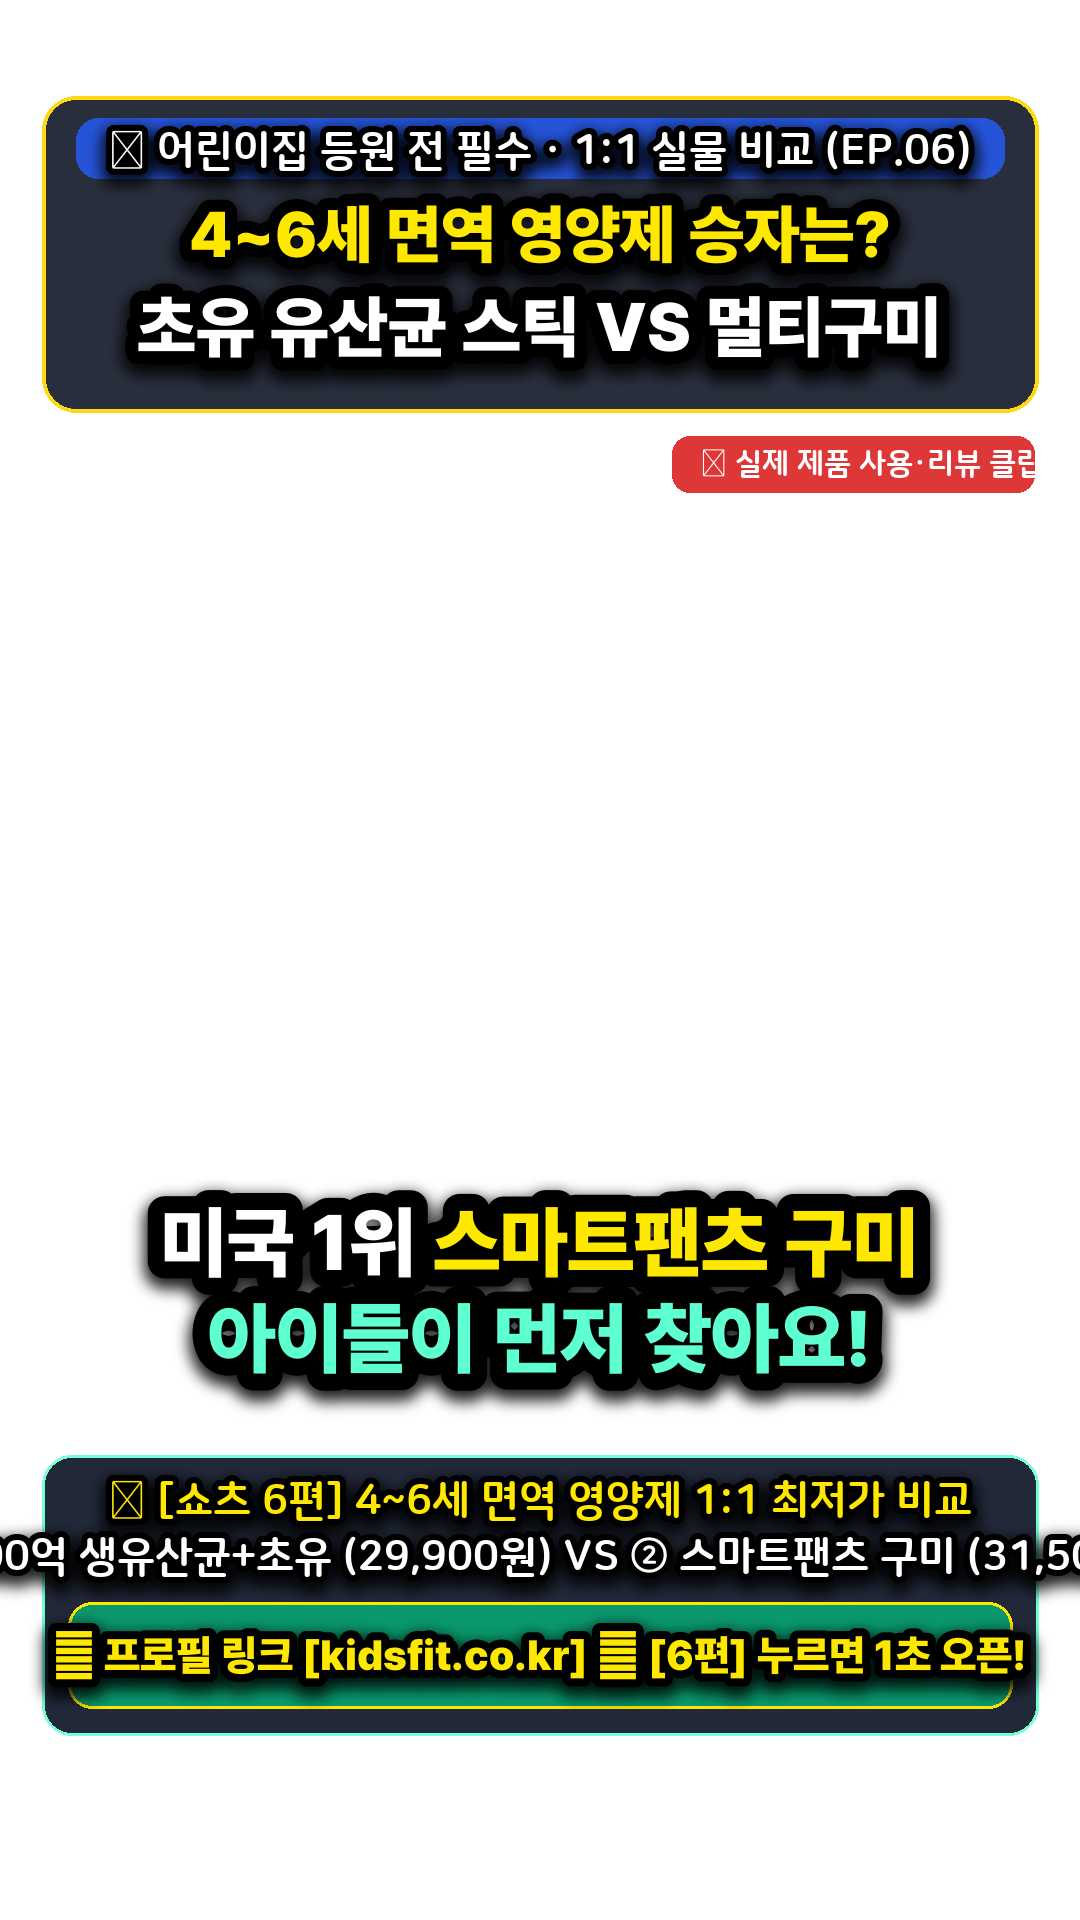 어린이집 등원 전 필수 · 1:1 실물 비교 (EP.06)
4~6세 면역 영양제 승자는?
초유 유산균 스틱 VS 멀티구미
실제 제품 사용·리뷰 클립
미국 1위 스마트팬츠 구미
아이들이 먼저 찾아요!
[쇼츠 6편] 4~6세 면역 영양제 1:1 최저가 비교
00억 생유산균+초유 (29,900원) VS ② 스마트팬츠 구미 (31,50
프로필 링크 [kidsfit.co.kr] [6편] 누르면 1초 오픈!